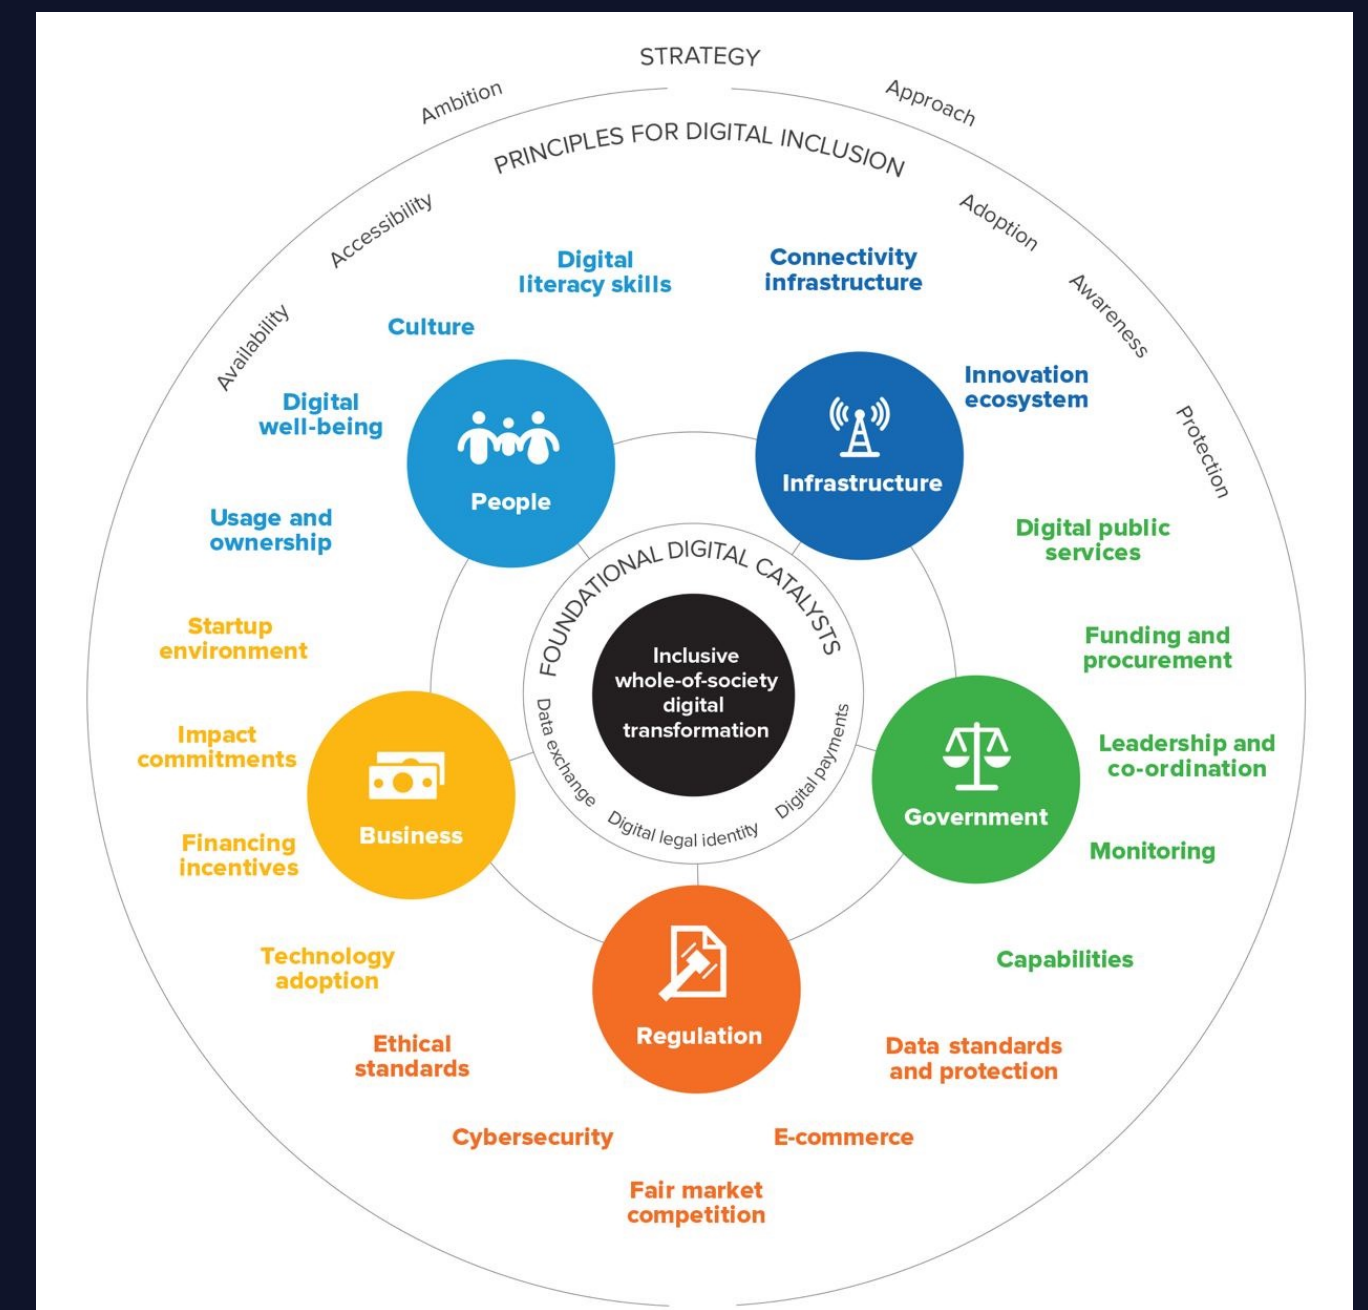 STRATEGY
Ambition
Approach
PRINCIPLES FOR DIGITAL INCLUSION
Availability
Accessibility
Adoption
Awareness
Protection
Digital
literacy skills
Culture
Digital
well-being
Usage and
ownership
People
Connectivity
infrastructure
Innovation
ecosystem
Infrastructure
Digital public
services
Funding and
procurement
Leadership and
co-ordination
Monitoring
Capabilities
Government
Data standards
and protection
E-commerce
Fair market
competition
Cybersecurity
Ethical
standards
Regulation
Startup
environment
Impact
commitments
Financing
incentives
Technology
adoption
Business
FOUNDATIONAL DIGITAL CATALYSTS
Data exchange
Digital legal identity
Digital payments
Inclusive
whole-of-society
digital
transformation